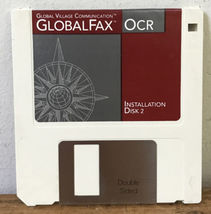 Global Village Communication™
GlobalFax™ OCR
Installation
Disk 2
Double
Sided